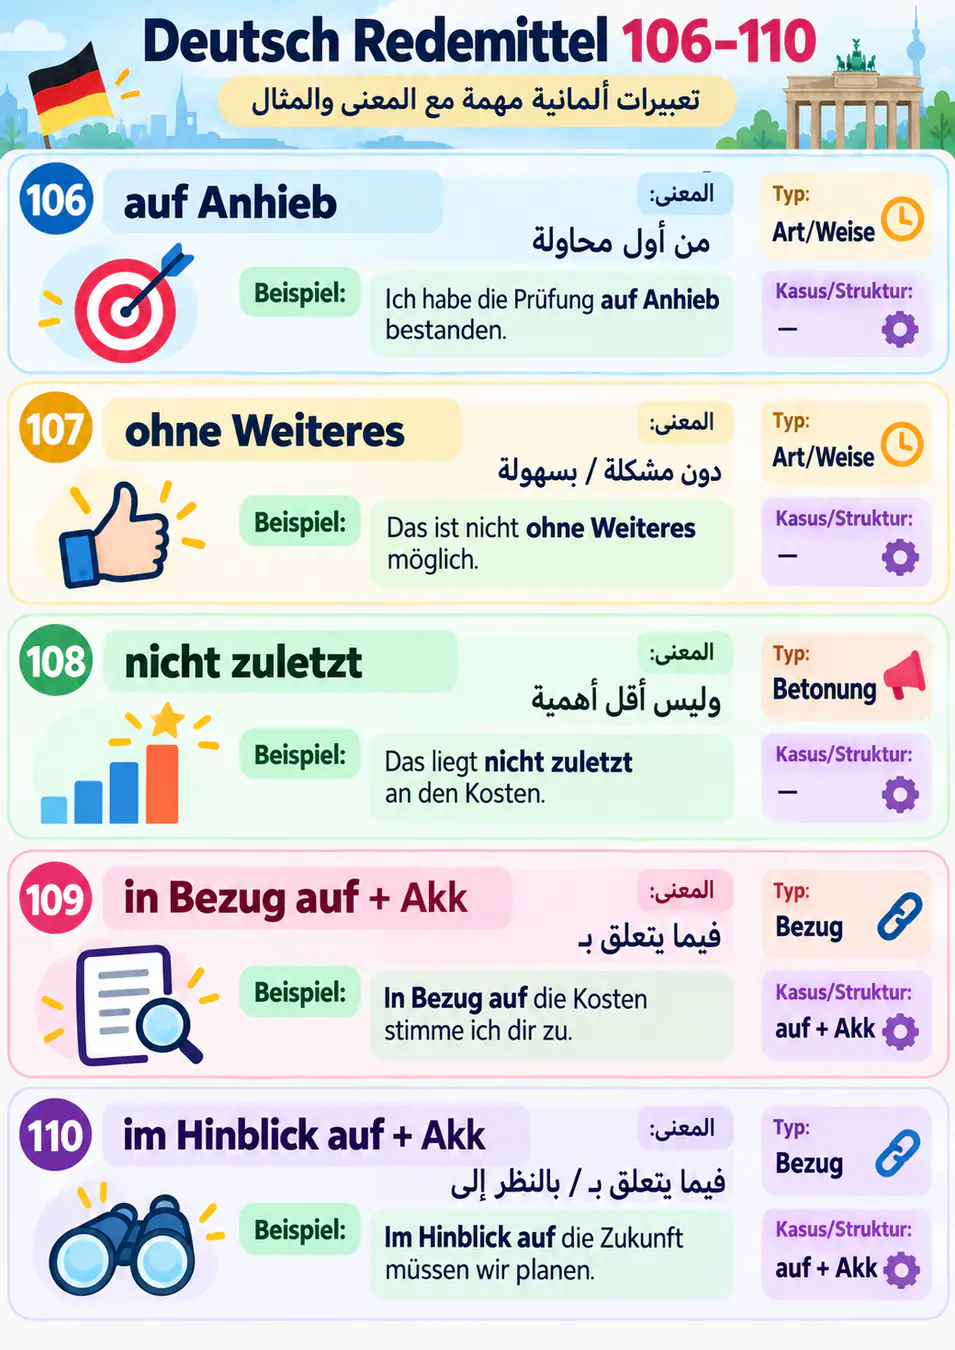 Deutsch Redemittel 106-110
تعبيرات ألمانية مهمة مع المعنى والمثال
106
auf Anhieb
المعنى:
من أول محاولة
Beispiel:
Ich habe die Prüfung auf Anhieb
bestanden.
Typ:
Art/Weise
Kasus/Struktur:
—
107
ohne Weiteres
المعنى:
دون مشكلة / بسهولة
Beispiel:
Das ist nicht ohne Weiteres
möglich.
Typ:
Art/Weise
Kasus/Struktur:
—
108
nicht zuletzt
المعنى:
وليس أقل أهمية
Beispiel:
Das liegt nicht zuletzt
an den Kosten.
Typ:
Betonung
Kasus/Struktur:
—
109
in Bezug auf + Akk
المعنى:
فيما يتعلق بـ
Beispiel:
In Bezug auf die Kosten
stimme ich dir zu.
Typ:
Bezug
Kasus/Struktur:
auf + Akk
110
im Hinblick auf + Akk
المعنى:
فيما يتعلق بـ / بالنظر إلى
Beispiel:
Im Hinblick auf die Zukunft
müssen wir planen.
Typ:
Bezug
Kasus/Struktur:
auf + Akk